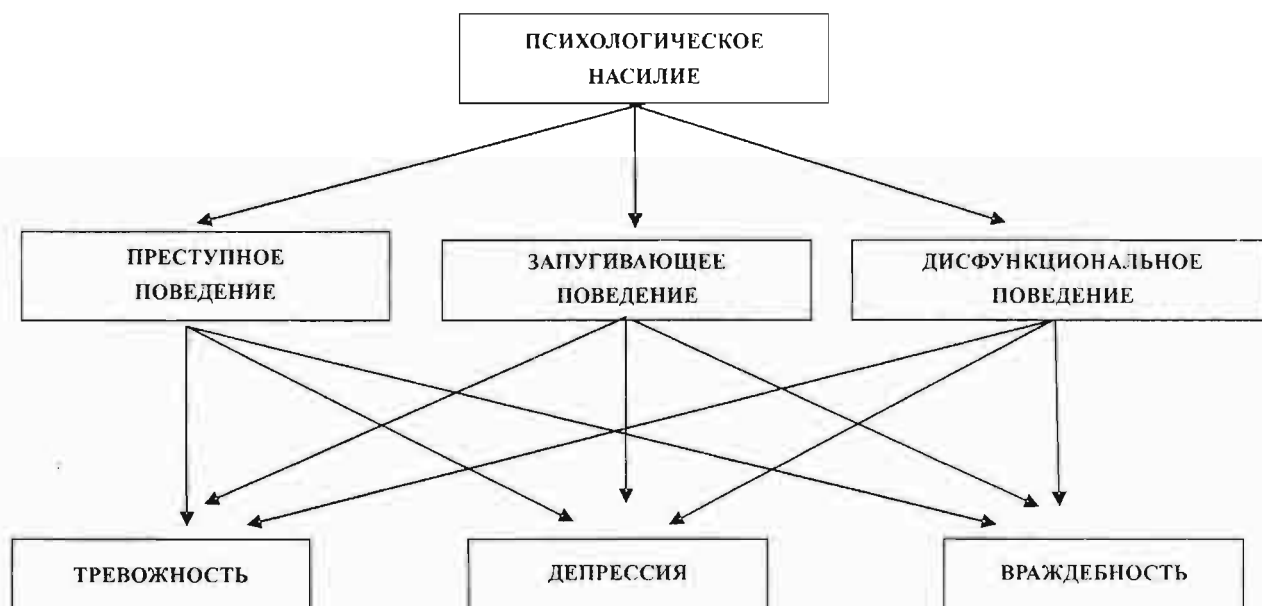 ПСИХОЛОГИЧЕСКОЕ
НАСИЛИЕ
ПРЕСТУПНОЕ
ПОВЕДЕНИЕ
ЗАПУГИВАЮЩЕЕ
ПОВЕДЕНИЕ
ДИСФУНКЦИОНАЛЬНОЕ
ПОВЕДЕНИЕ
ТРЕВОЖНОСТЬ
ДЕПРЕССИЯ
ВРАЖДЕБНОСТЬ